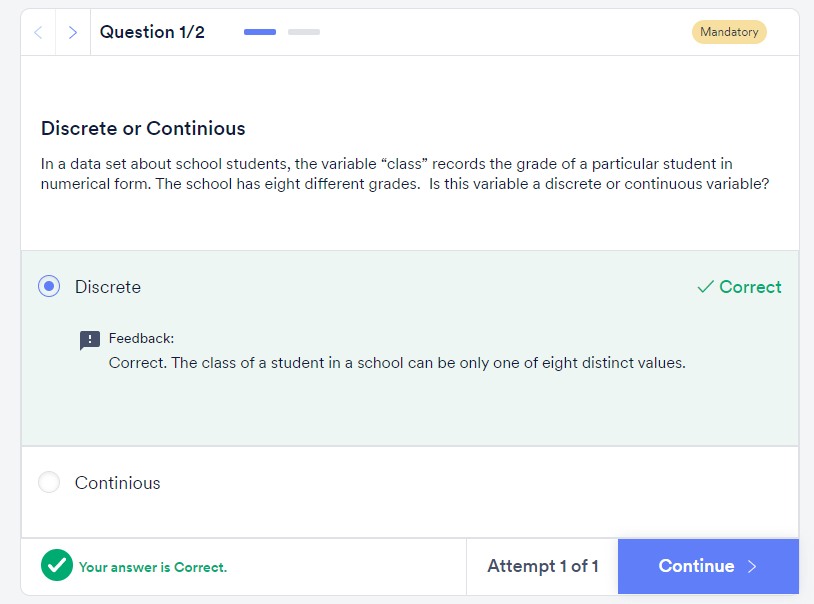 Question 1/2
Mandatory
Discrete or Continious
In a data set about school students, the variable “class” records the grade of a particular student in
numerical form. The school has eight different grades.  Is this variable a discrete or continuous variable?
Discrete
Correct
Feedback:
Correct. The class of a student in a school can be only one of eight distinct values.
Continious
Your answer is Correct.
Attempt 1 of 1
Continue